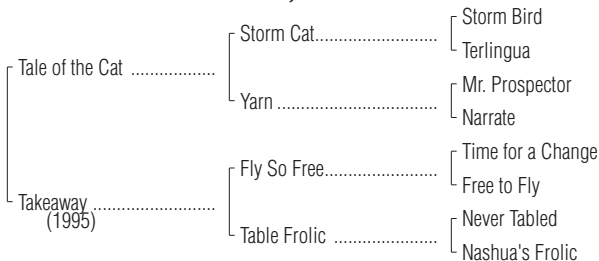 Storm Bird
Storm Cat
Terlingua
Tale of the Cat
Mr. Prospector
Yarn
Narrate
Time for a Change
Fly So Free
Free to Fly
Takeaway
(1995)
Never Tabled
Table Frolic
Nashua's Frolic